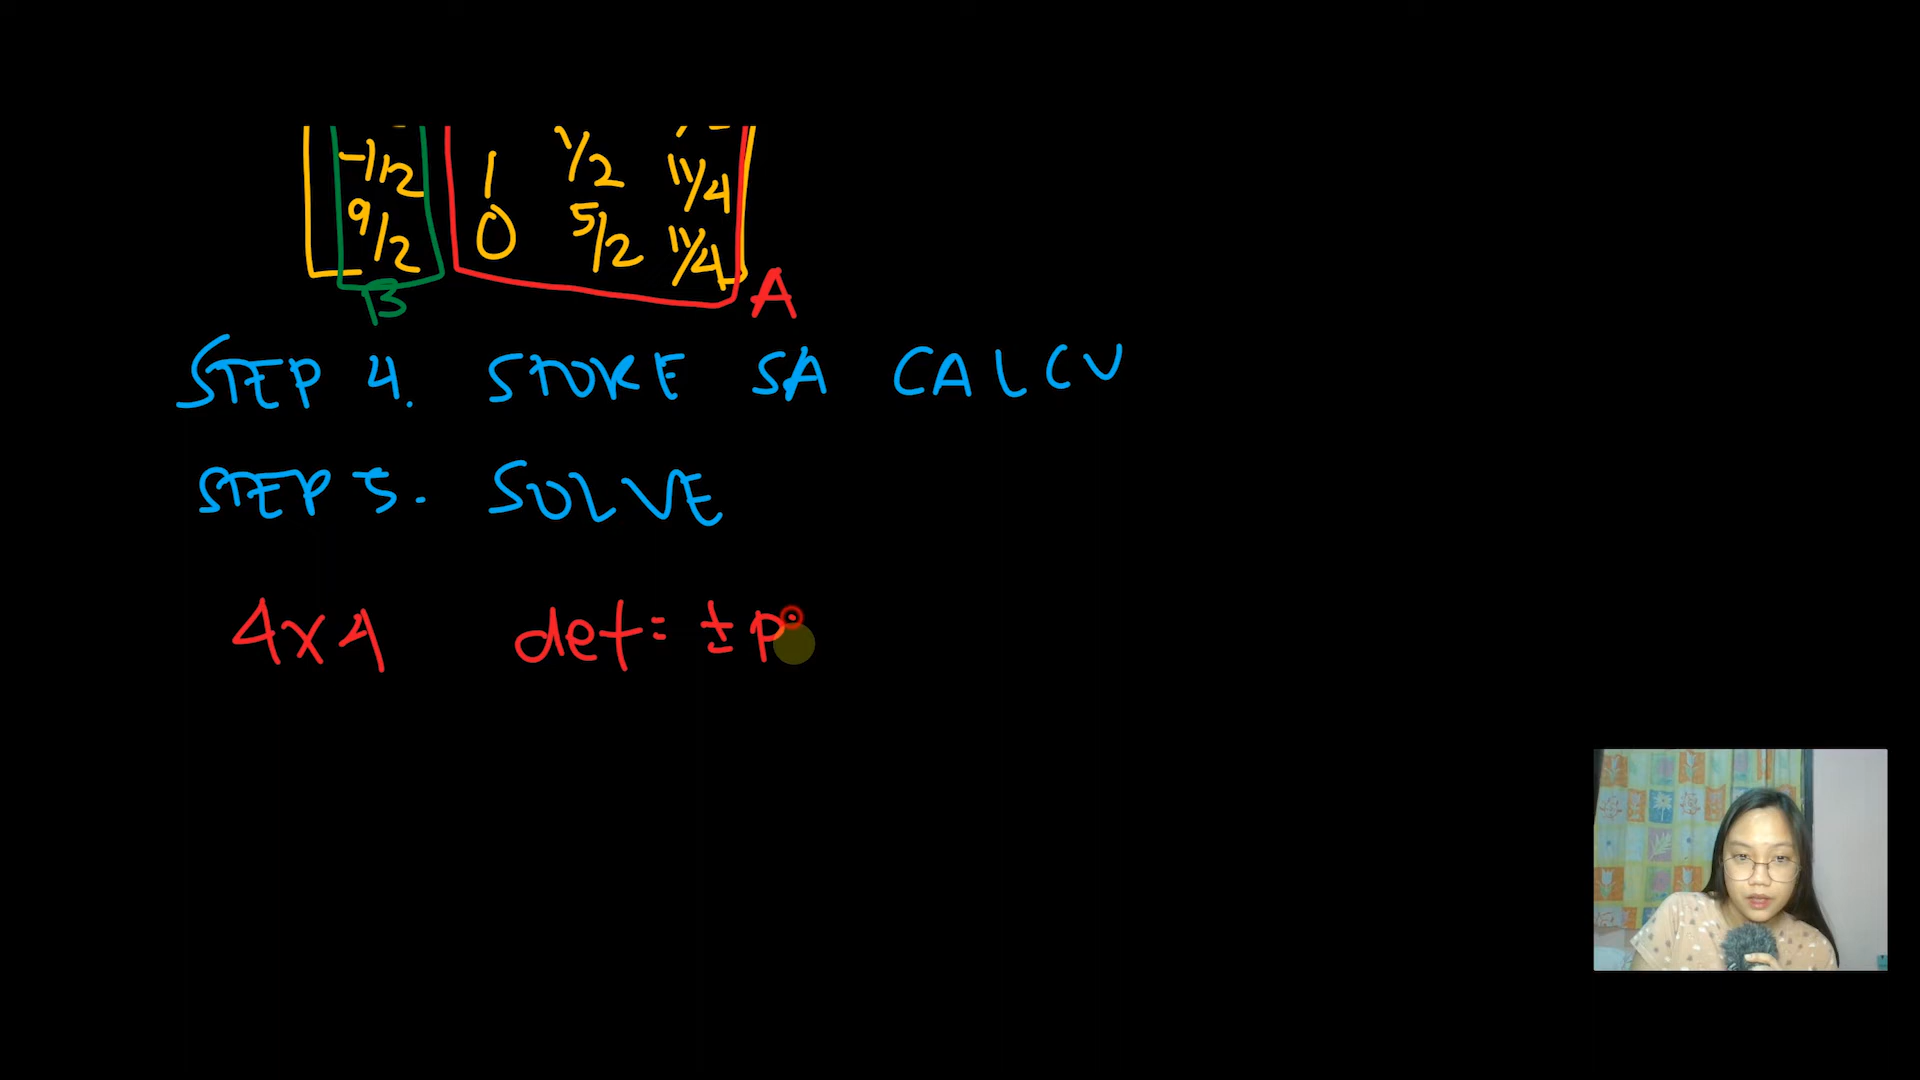 -1/2 1 1/2 11/4
9/2 0 5/2 11/4
B A
STEP 4. STORE SA CALCU
STEP 5. SOLVE
4x4 det= ± p